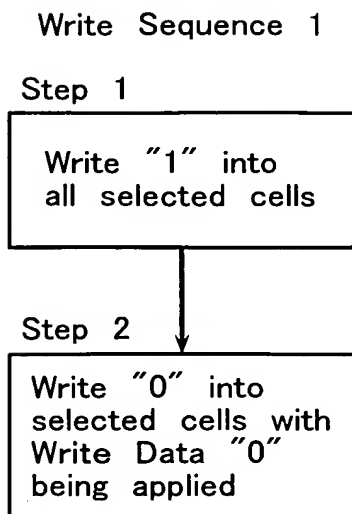 Write Sequence 1
Step 1
Write "1" into
all selected cells
Step 2
Write "0" into
selected cells with
Write Data "0"
being applied